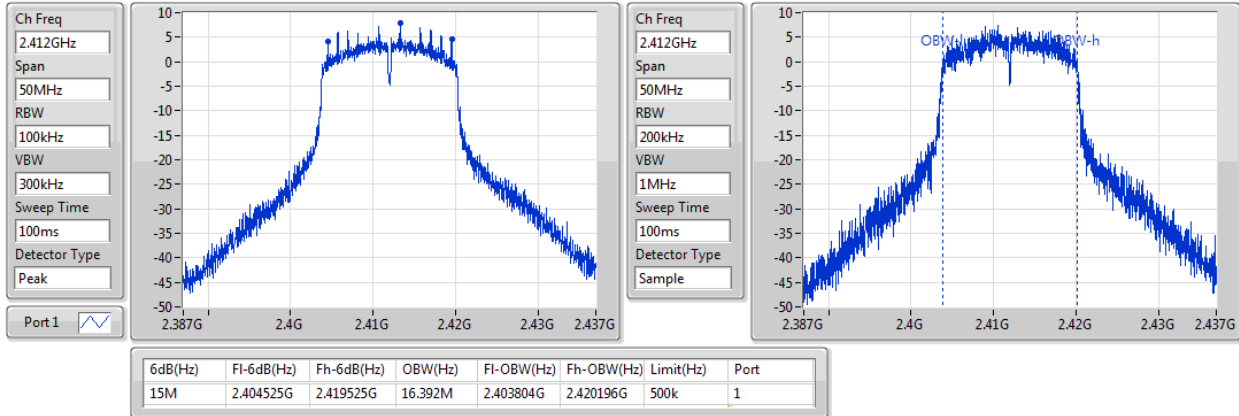 Ch Freq
2.412GHz
Span
50MHz
RBW
100kHz
VBW
300kHz
Sweep Time
100ms
Detector Type
Peak
Port 1
10
5
0
-5
-10
-15
-20
-25
-30
-35
-40
-45
-50
2.387G 2.4G 2.41G 2.42G 2.43G 2.437G
Ch Freq
2.412GHz
Span
50MHz
RBW
200kHz
VBW
1MHz
Sweep Time
100ms
Detector Type
Sample
10
5
0
-5
-10
-15
-20
-25
-30
-35
-40
-45
-50
OBW-l OBW-h
2.387G 2.4G 2.41G 2.42G 2.43G 2.437G
6dB(Hz) Fl-6dB(Hz) Fh-6dB(Hz) OBW(Hz) Fl-OBW(Hz) Fh-OBW(Hz) Limit(Hz) Port
15M 2.404525G 2.419525G 16.392M 2.403804G 2.420196G 500k 1